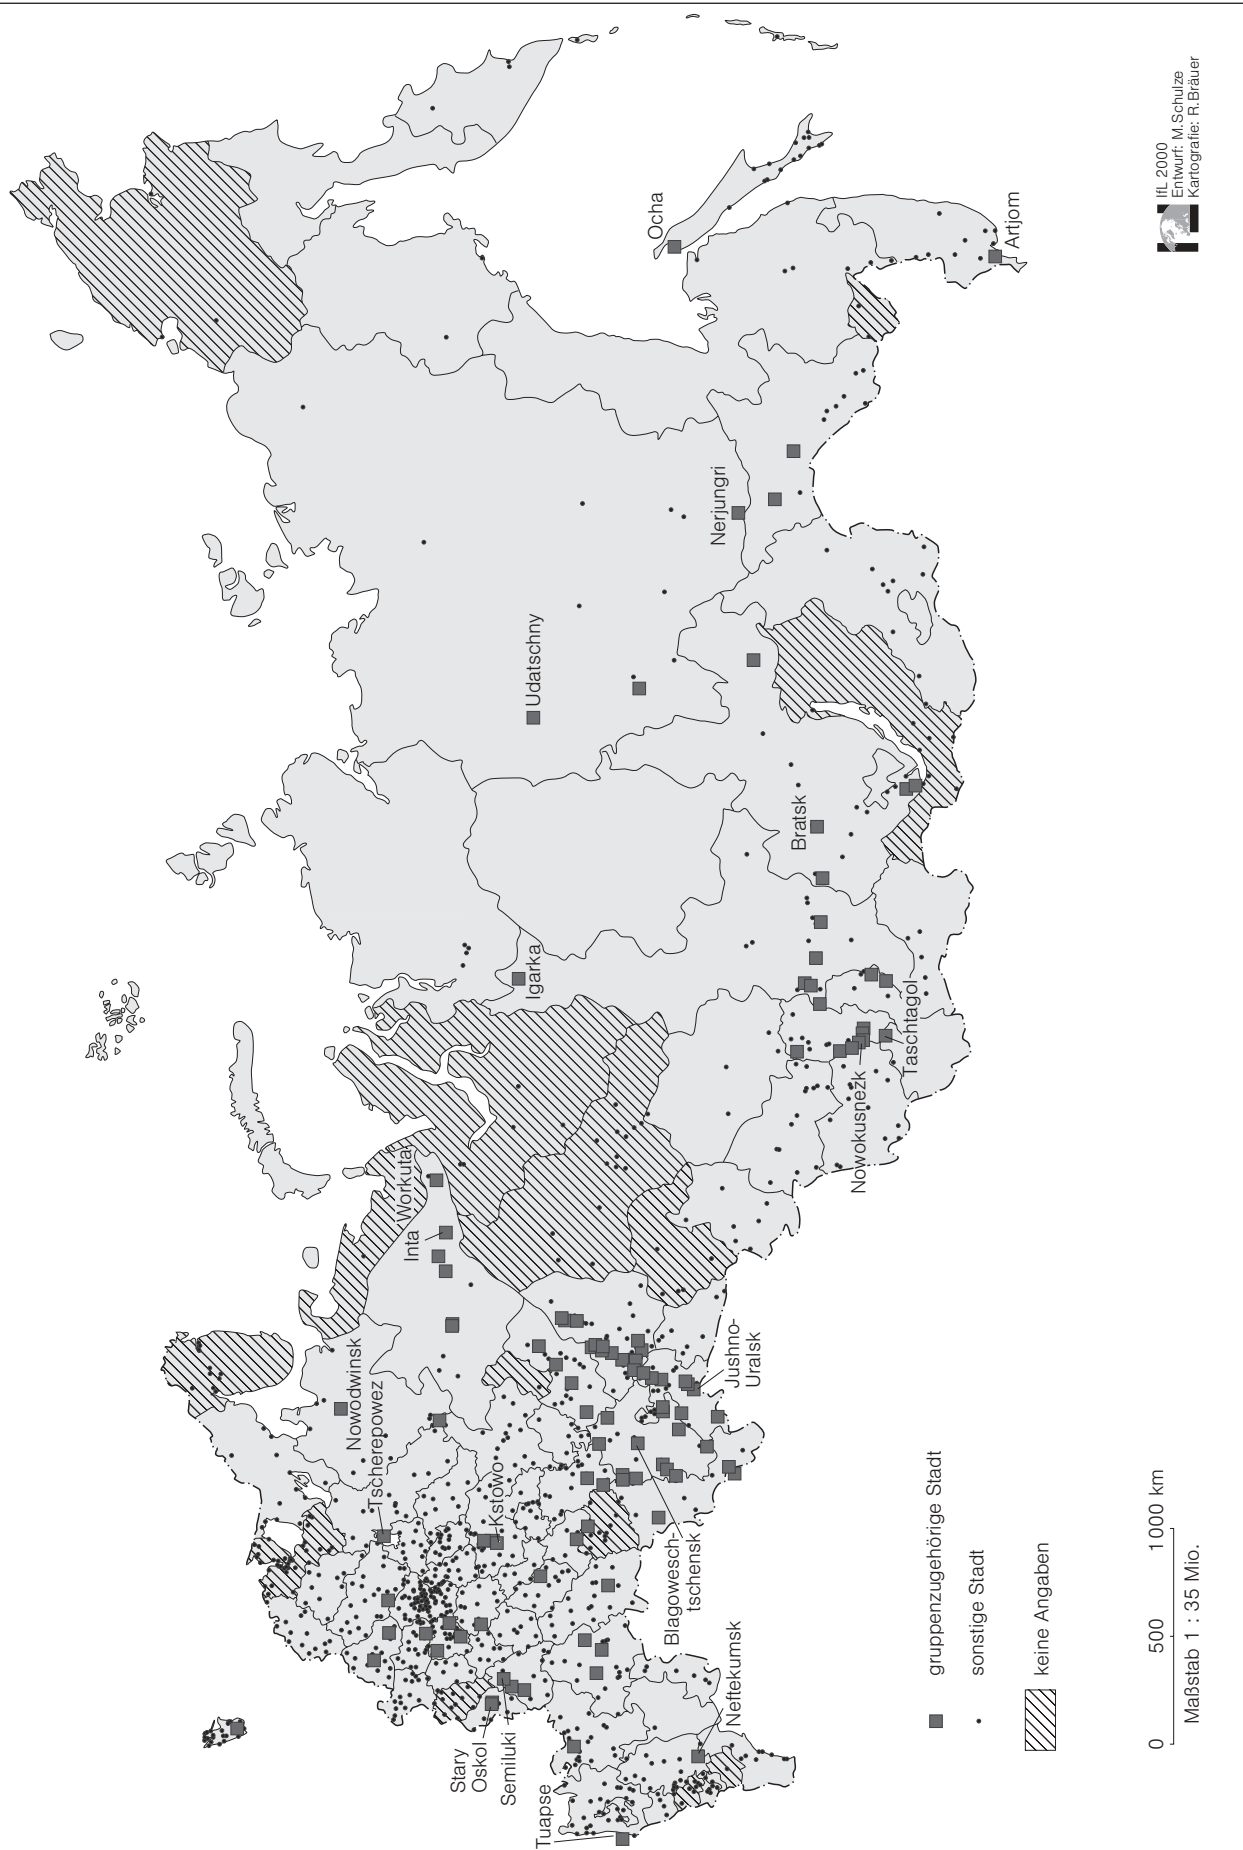 IfL 2000
Entwurf: M.Schulze
Kartografie: R.Bräuer
Ocha
Artjom
Nerjungri
Udatschny
Bratsk
Igarka
Taschtagol
Nowokusnezk
Workuta
Inta
Nowodwinsk
Tscherepowez
Kstowo
Jushno-
Uralsk
Blagowesch-
tschensk
Stary
Oskol
Semiluki
Tuapse
Neftekumsk
gruppenzugehörige Stadt
sonstige Stadt
keine Angaben
0 500 1 000 km
Maßstab 1 : 35 Mio.